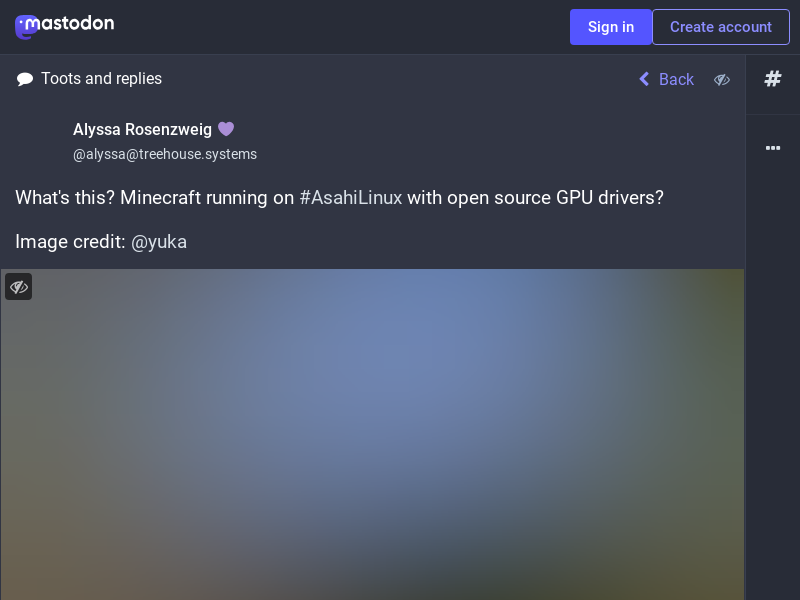 mastodon
Sign in
Create account
Toots and replies
Back
#
Alyssa Rosenzweig 💜
@alyssa@treehouse.systems
What's this? Minecraft running on #AsahiLinux with open source GPU drivers?
Image credit: @yuka